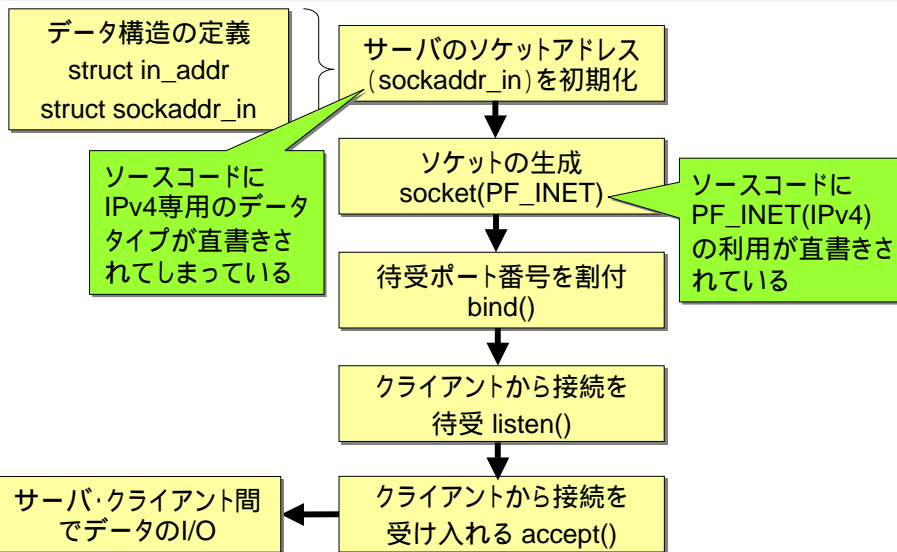 データ構造の定義
struct in_addr
struct sockaddr_in
サーバのソケットアドレス
(sockaddr_in)を初期化
ソースコードに
IPv4専用のデータ
タイプが直書きさ
れてしまっている
ソケットの生成
socket(PF_INET)
ソースコードに
PF_INET(IPv4)
の利用が直書きさ
れている
待受ポート番号を割付
bind()
クライアントから接続を
待受 listen()
クライアントから接続を
受け入れる accept()
サーバ・クライアント間
でデータのI/O